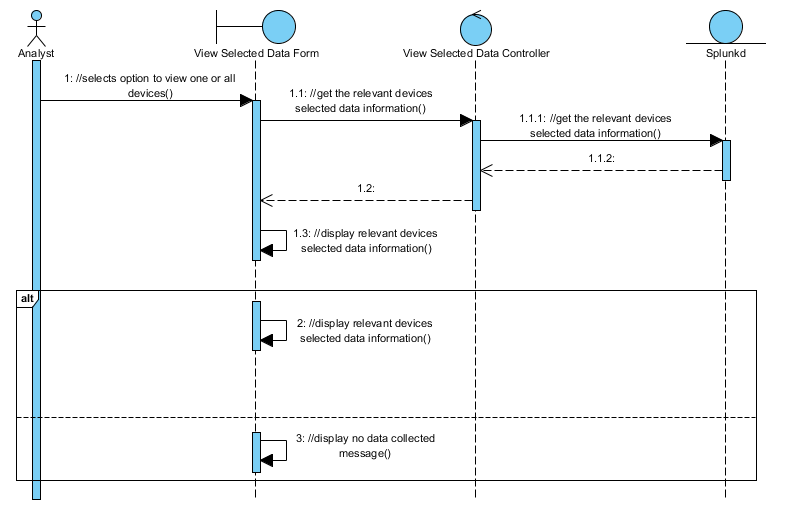 Analyst
View Selected Data Form
View Selected Data Controller
Splunkd
1: //selects option to view one or all
devices()
1.1: //get the relevant devices
selected data information()
1.1.1: //get the relevant devices
selected data information()
1.1.2:
1.2:
1.3: //display relevant devices
selected data information()
alt
2: //display relevant devices
selected data information()
3: //display no data collected
message()